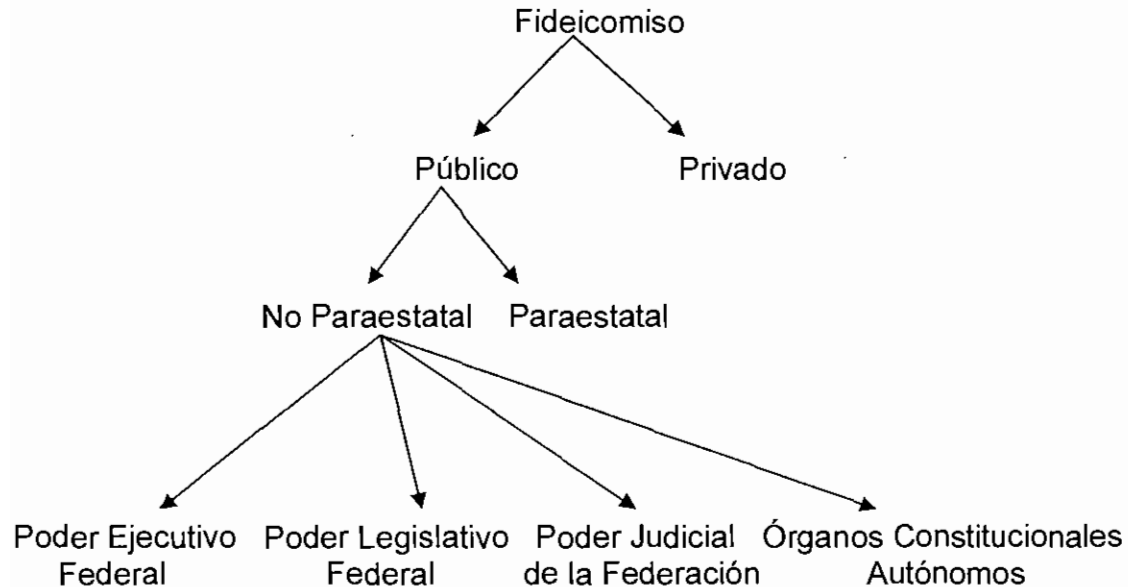 Fideicomiso
Público
Privado
No Paraestatal
Paraestatal
Poder Ejecutivo
Federal
Poder Legislativo
Federal
Poder Judicial
de la Federación
Órganos Constitucionales
Autónomos